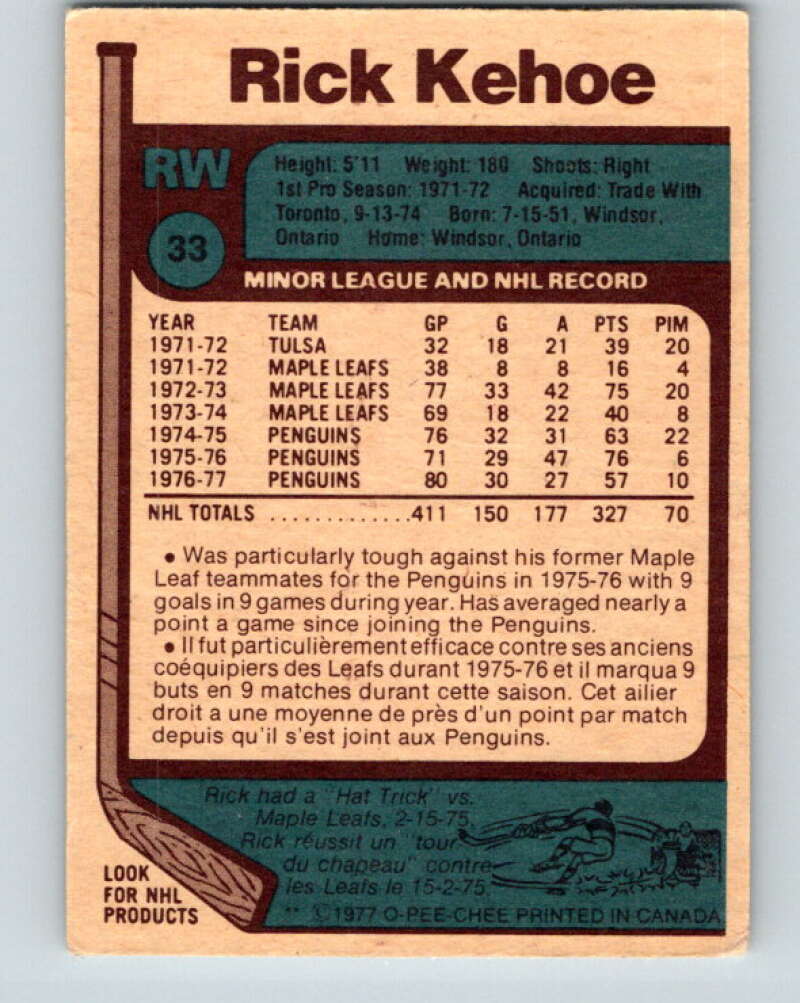 Rick Kehoe
RW
33
Height: 5'11 Weight: 180 Shoots: Right
1st Pro Season: 1971-72 Acquired: Trade With
Toronto, 9-13-74 Born: 7-15-51, Windsor,
Ontario Home: Windsor, Ontario
MINOR LEAGUE AND NHL RECORD
YEAR TEAM GP G A PTS PIM
1971-72 TULSA 32 18 21 39 20
1971-72 MAPLE LEAFS 38 8 8 16 4
1972-73 MAPLE LEAFS 77 33 42 75 20
1973-74 MAPLE LEAFS 69 18 22 40 8
1974-75 PENGUINS 76 32 31 63 22
1975-76 PENGUINS 71 29 47 76 6
1976-77 PENGUINS 80 30 27 57 10
NHL TOTALS ..............411 150 177 327 70
• Was particularly tough against his former Maple
Leaf teammates for the Penguins in 1975-76 with 9
goals in 9 games during year. Has averaged nearly a
point a game since joining the Penguins.
• Il fut particulièrement efficace contre ses anciens
coéquipiers des Leafs durant 1975-76 et il marqua 9
buts en 9 matches durant cette saison. Cet ailier
droit a une moyenne de près d'un point par match
depuis qu'il s'est joint aux Penguins.
Rick had a "Hat Trick" vs.
Maple Leafs, 2-15-75.
Rick réussit un "tour
du chapeau" contre
les Leafs le 15-2-75.
LOOK
FOR NHL
PRODUCTS
** ©1977 O-PEE-CHEE PRINTED IN CANADA